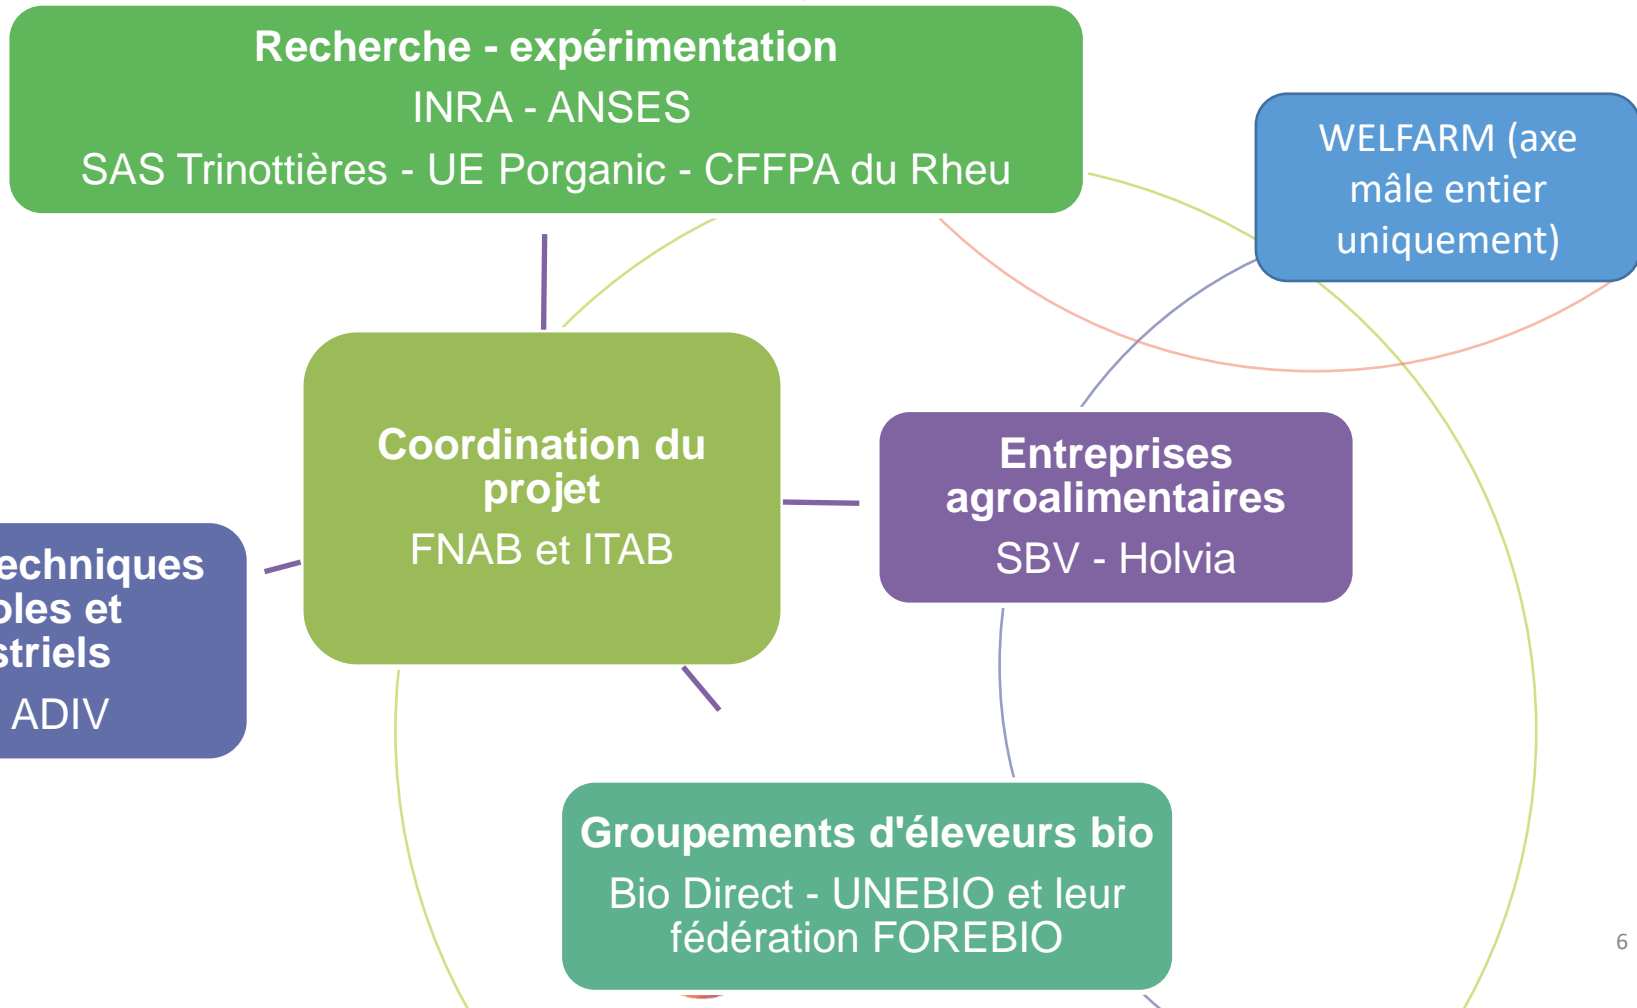 Recherche - expérimentation
INRA - ANSES
SAS Trinottières - UE Porganic - CFFPA du Rheu
WELFARM (axe
mâle entier
uniquement)
Coordination du
projet
FNAB et ITAB
Entreprises
agroalimentaires
SBV - Holvia
echniques
oles et
striels
ADIV
Groupements d'éleveurs bio
Bio Direct - UNEBIO et leur
fédération FOREBIO
6